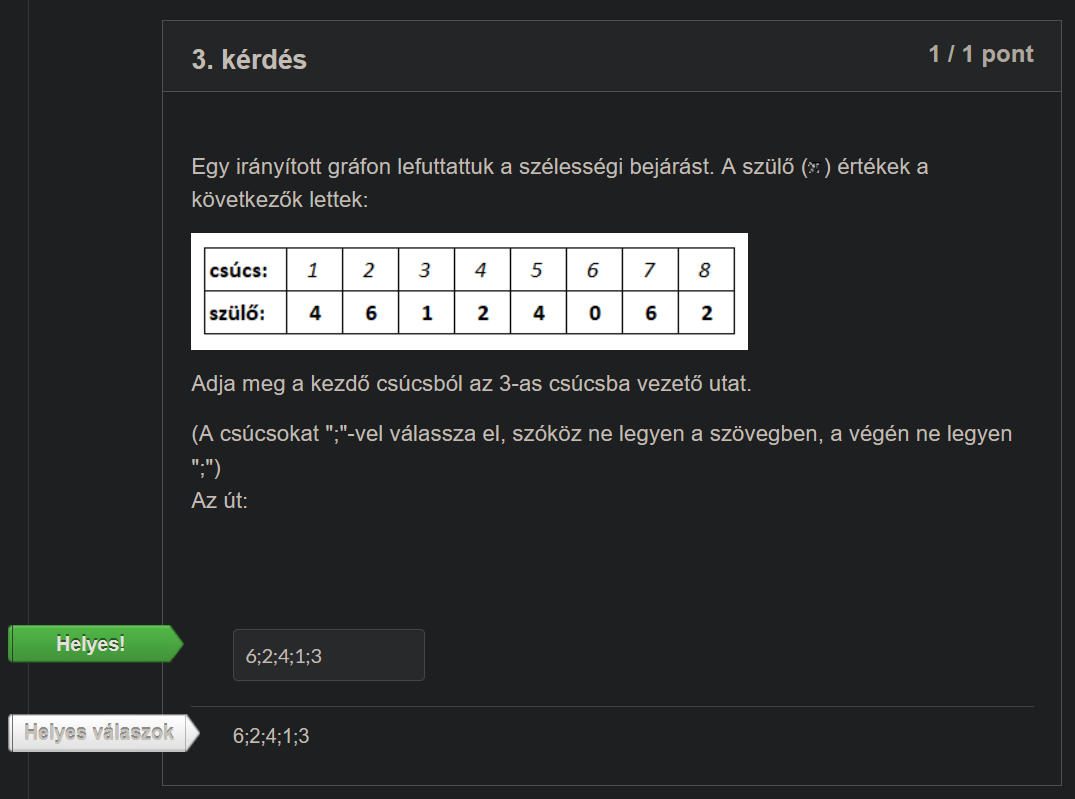 3. kérdés
1 / 1 pont
Egy irányított gráfon lefuttattuk a szélességi bejárást. A szülő ( ) értékek a
következők lettek:
csúcs: 1 2 3 4 5 6 7 8
szülő: 4 6 1 2 4 0 6 2
Adja meg a kezdő csúcsból az 3-as csúcsba vezető utat.
(A csúcsokat ";"-vel válassza el, szóköz ne legyen a szövegben, a végén ne legyen
";")
Az út:
Helyes!
6;2;4;1;3
Helyes válaszok
6;2;4;1;3